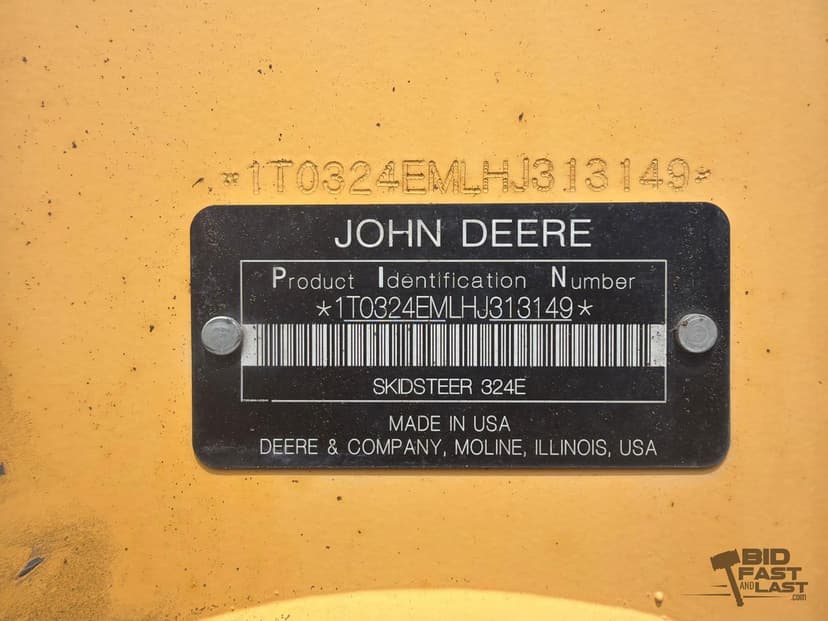 *1T0324EMLHJ313149*
JOHN DEERE
Product Identification Number
*1T0324EMLHJ313149*
SKIDSTEER 324E
MADE IN USA
DEERE & COMPANY, MOLINE, ILLINOIS, USA
BID
FAST
AND LAST
.com